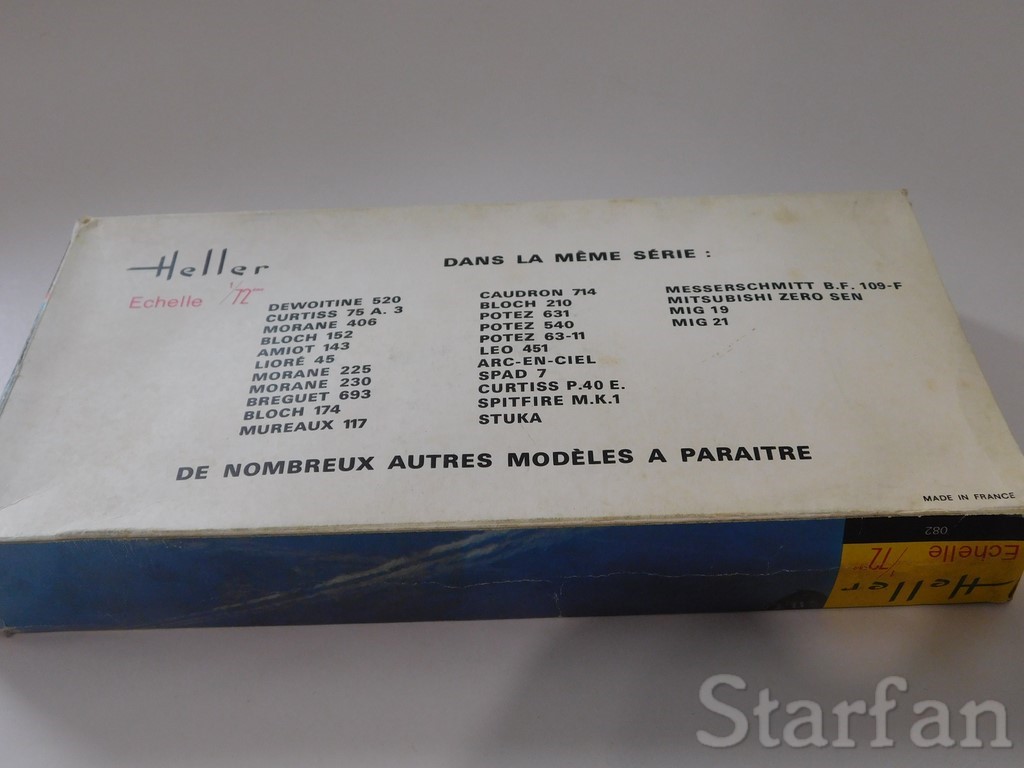 Heller
Echelle 1/72ème
DANS LA MÊME SÉRIE :
DEWOITINE 520
CURTISS 75 A. 3
MORANE 406
BLOCH 152
AMIOT 143
LIORÉ 45
MORANE 225
MORANE 230
BREGUET 693
BLOCH 174
MUREAUX 117
CAUDRON 714
BLOCH 210
POTEZ 631
POTEZ 540
POTEZ 63-11
LEO 451
ARC-EN-CIEL
SPAD 7
CURTISS P.40 E.
SPITFIRE M.K.1
STUKA
MESSERSCHMITT B.F. 109-F
MITSUBISHI ZERO SEN
MIG 19
MIG 21
DE NOMBREUX AUTRES MODÈLES A PARAITRE
MADE IN FRANCE
082
Echelle 1/72ème
Heller
Starfan